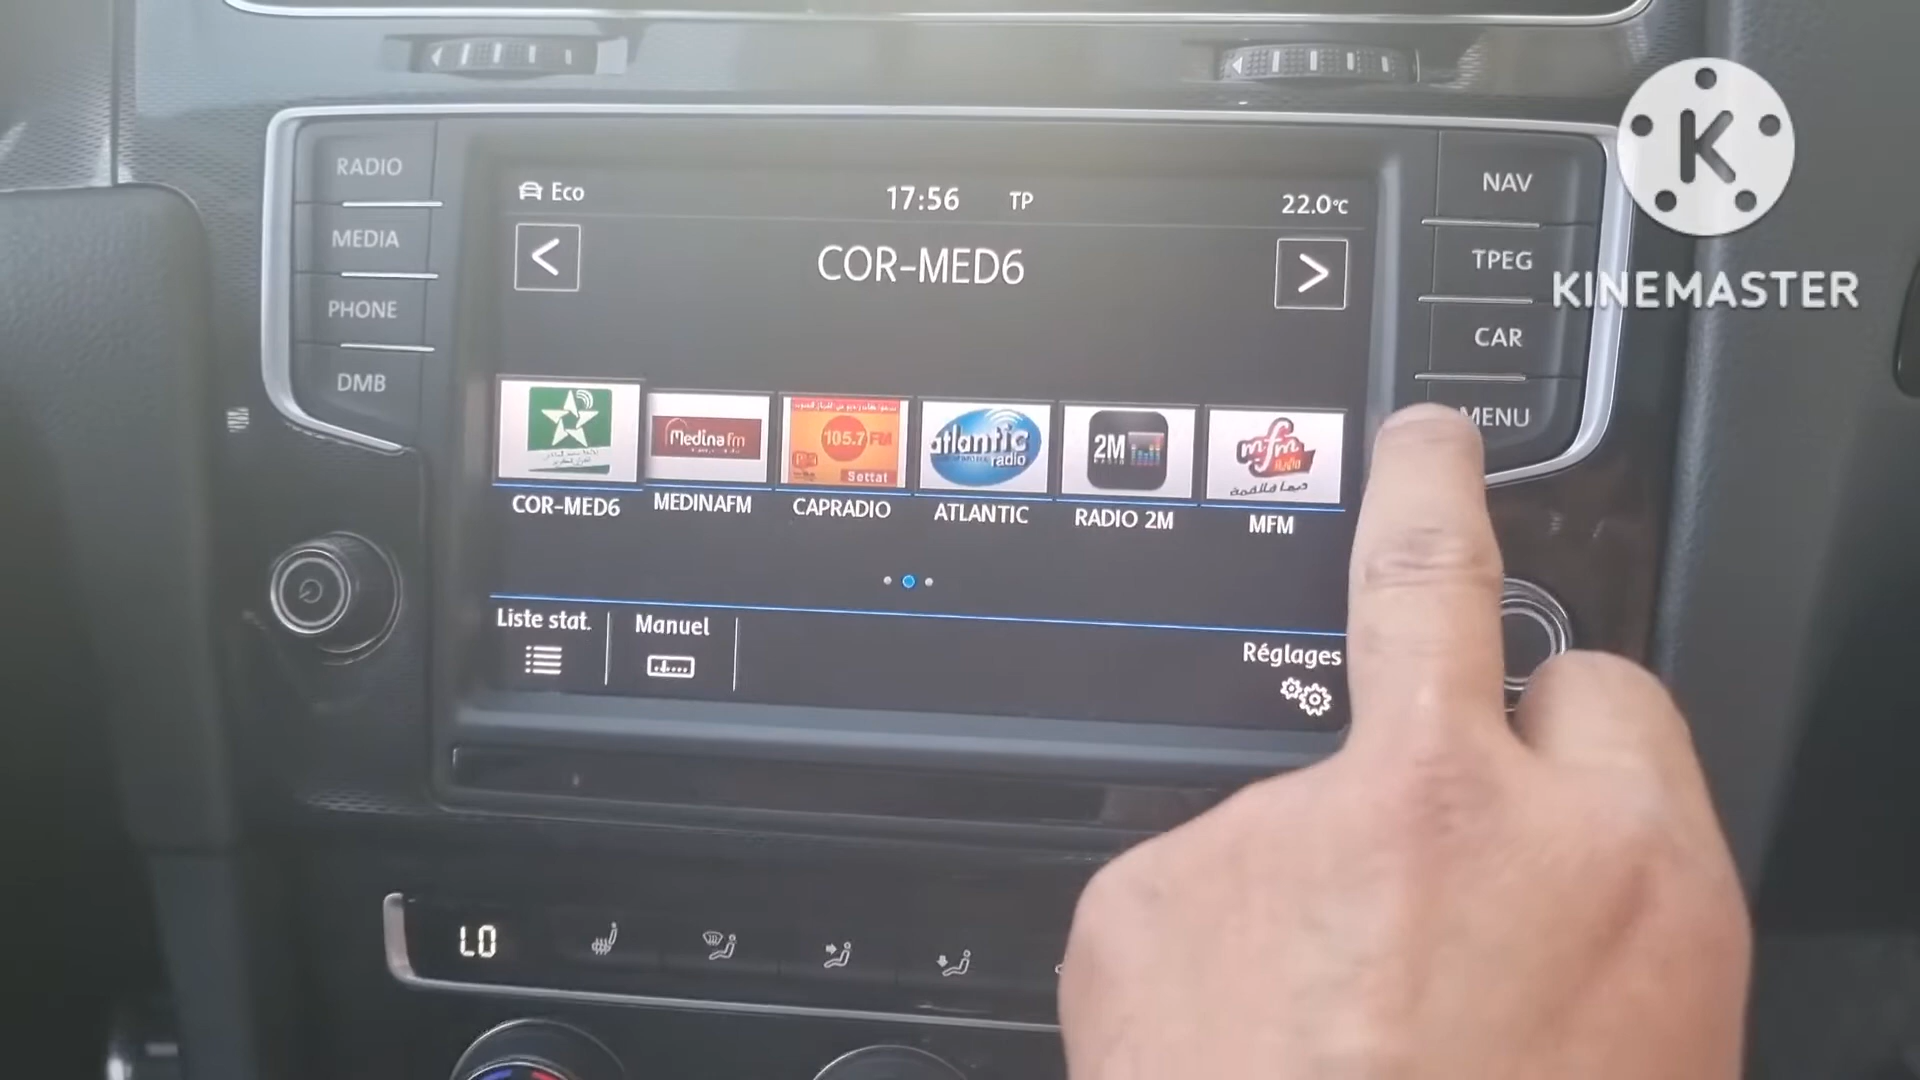 RADIO
MEDIA
PHONE
DMB
Eco
17:56
TP
22.0°C
<
COR-MED6
>
Medina fm
105.7 FM
Settat
atlantic
radio
2M
RADIO
mfm
COR-MED6
MEDINAFM
CAPRADIO
ATLANTIC
RADIO 2M
MFM
Liste stat.
Manuel
Réglages
NAV
TPEG
CAR
MENU
K
KINEMASTER
LO